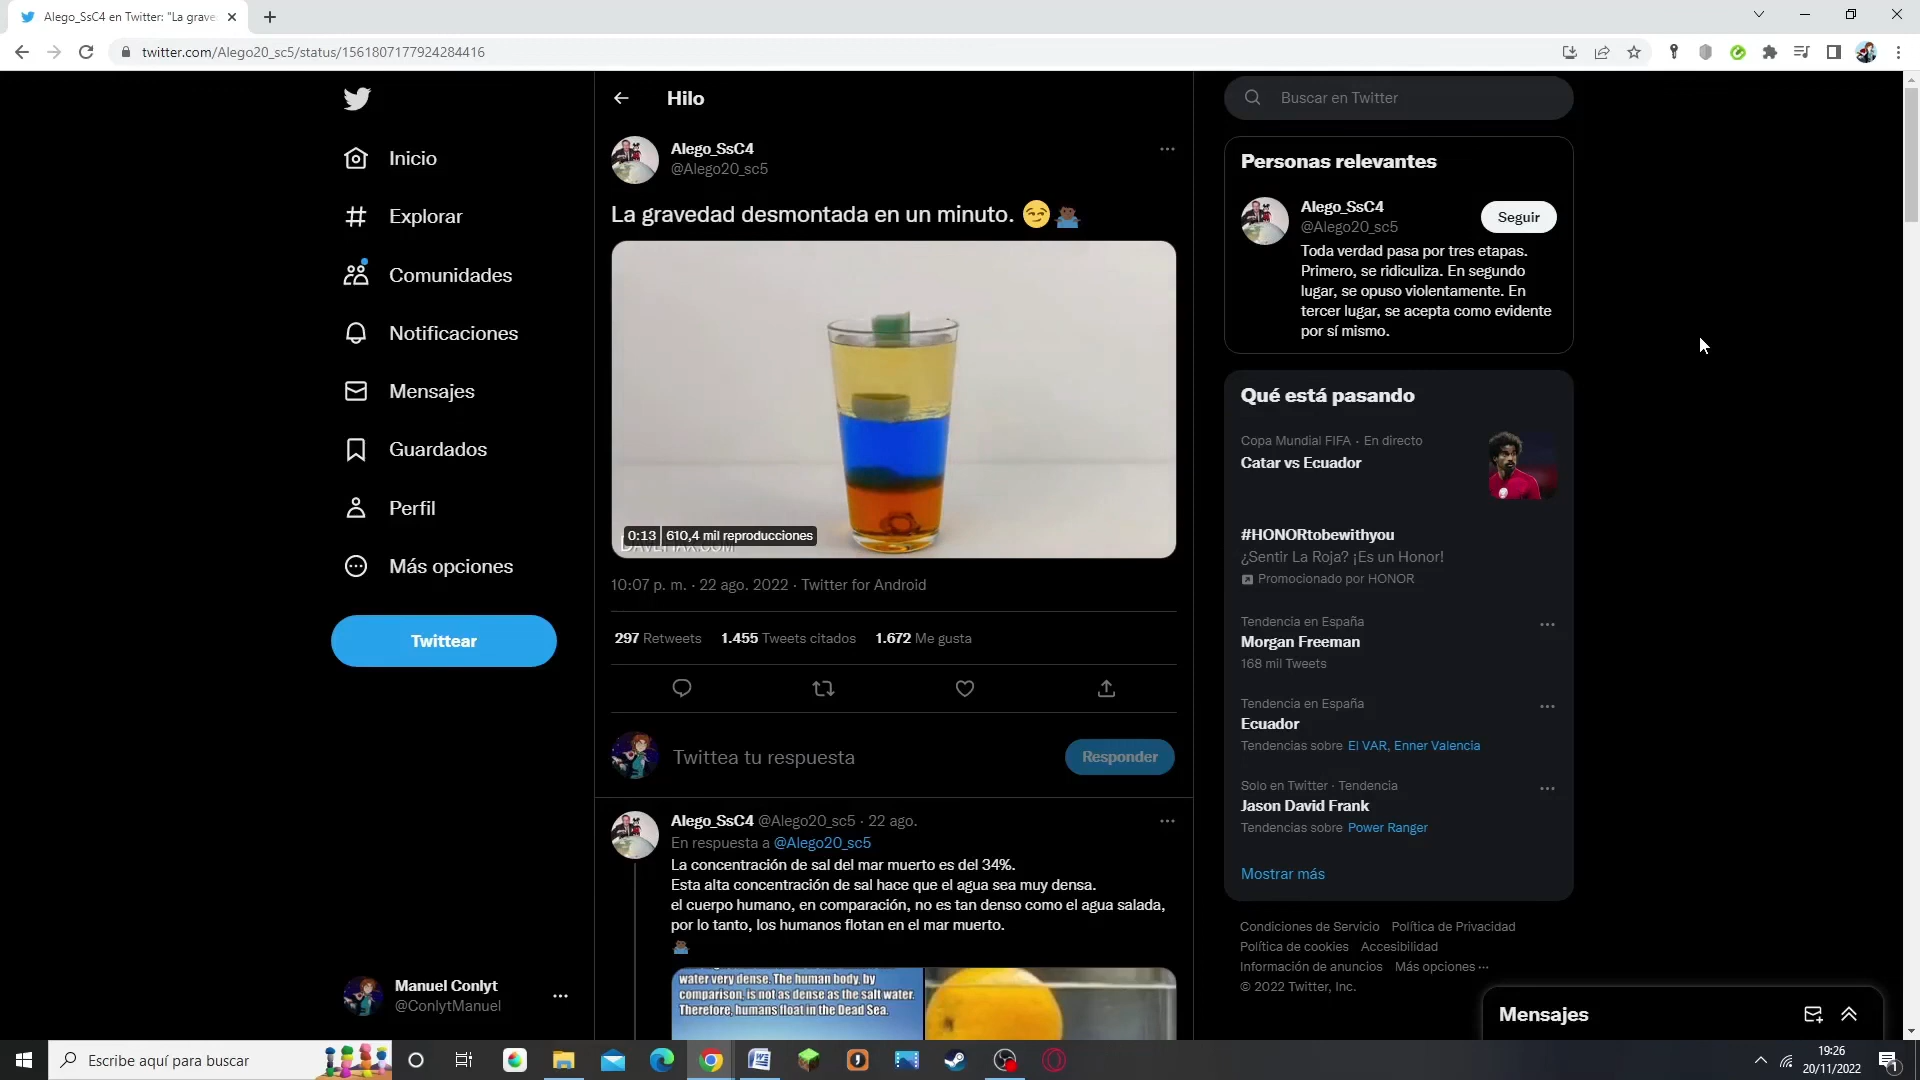 Alego_SsC4 en Twitter: "La grave
twitter.com/Alego20_sc5/status/1561807177924284416
Inicio
Explorar
Comunidades
Notificaciones
Mensajes
Guardados
Perfil
Más opciones
Twittear
Manuel Conlyt
@ConlytManuel
Hilo
Alego_SsC4
@Alego20_sc5
La gravedad desmontada en un minuto.
0:13
610,4 mil reproducciones
10:07 p. m. · 22 ago. 2022 · Twitter for Android
297 Retweets 1.455 Tweets citados 1.672 Me gusta
Twittea tu respuesta
Responder
Alego_SsC4 @Alego20_sc5 · 22 ago.
En respuesta a @Alego20_sc5
La concentración de sal del mar muerto es del 34%.
Esta alta concentración de sal hace que el agua sea muy densa.
el cuerpo humano, en comparación, no es tan denso como el agua salada,
por lo tanto, los humanos flotan en el mar muerto.
water very dense. The human body, by
comparison, is not as dense as the salt water.
Therefore, humans float in the Dead Sea.
Buscar en Twitter
Personas relevantes
Alego_SsC4
@Alego20_sc5
Seguir
Toda verdad pasa por tres etapas.
Primero, se ridiculiza. En segundo
lugar, se opuso violentamente. En
tercer lugar, se acepta como evidente
por sí mismo.
Qué está pasando
Copa Mundial FIFA · En directo
Catar vs Ecuador
#HONORtobewithyou
¿Sentir La Roja? ¡Es un Honor!
Promocionado por HONOR
Tendencia en España
Morgan Freeman
168 mil Tweets
Tendencia en España
Ecuador
Tendencias sobre El VAR, Enner Valencia
Solo en Twitter · Tendencia
Jason David Frank
Tendencias sobre Power Ranger
Mostrar más
Condiciones de Servicio Política de Privacidad
Política de cookies Accesibilidad
Información de anuncios Más opciones ···
© 2022 Twitter, Inc.
Mensajes
Escribe aquí para buscar
19:26
20/11/2022
1